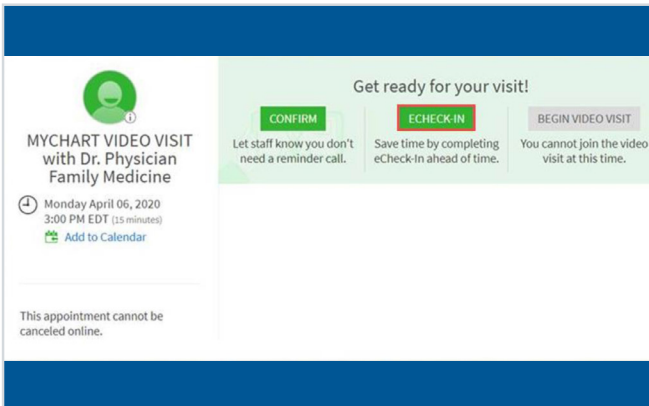 MYCHART VIDEO VISIT
with Dr. Physician
Family Medicine
Monday April 06, 2020
3:00 PM EDT (15 minutes)
Add to Calendar
This appointment cannot be
canceled online.
Get ready for your visit!
CONFIRM
Let staff know you don't
need a reminder call.
ECHECK-IN
Save time by completing
eCheck-In ahead of time.
BEGIN VIDEO VISIT
You cannot join the video
visit at this time.